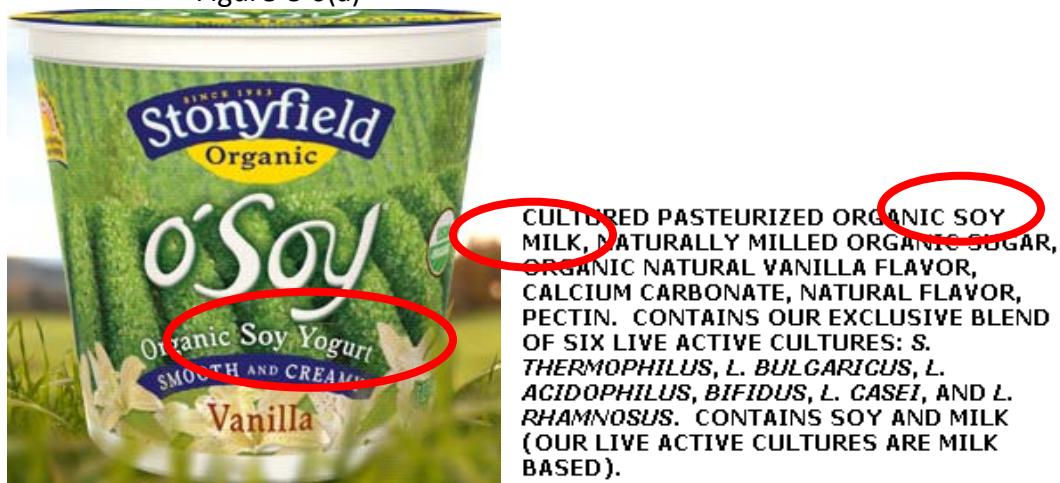 SINCE 1983
Stonyfield
Organic
O'Soy
Organic Soy Yogurt
SMOOTH AND CREAMY
Vanilla
CULTURED PASTEURIZED ORGANIC SOY
MILK, NATURALLY MILLED ORGANIC SUGAR,
ORGANIC NATURAL VANILLA FLAVOR,
CALCIUM CARBONATE, NATURAL FLAVOR,
PECTIN. CONTAINS OUR EXCLUSIVE BLEND
OF SIX LIVE ACTIVE CULTURES: S.
THERMOPHILUS, L. BULGARICUS, L.
ACIDOPHILUS, BIFIDUS, L. CASEI, AND L.
RHAMNOSUS. CONTAINS SOY AND MILK
(OUR LIVE ACTIVE CULTURES ARE MILK
BASED).